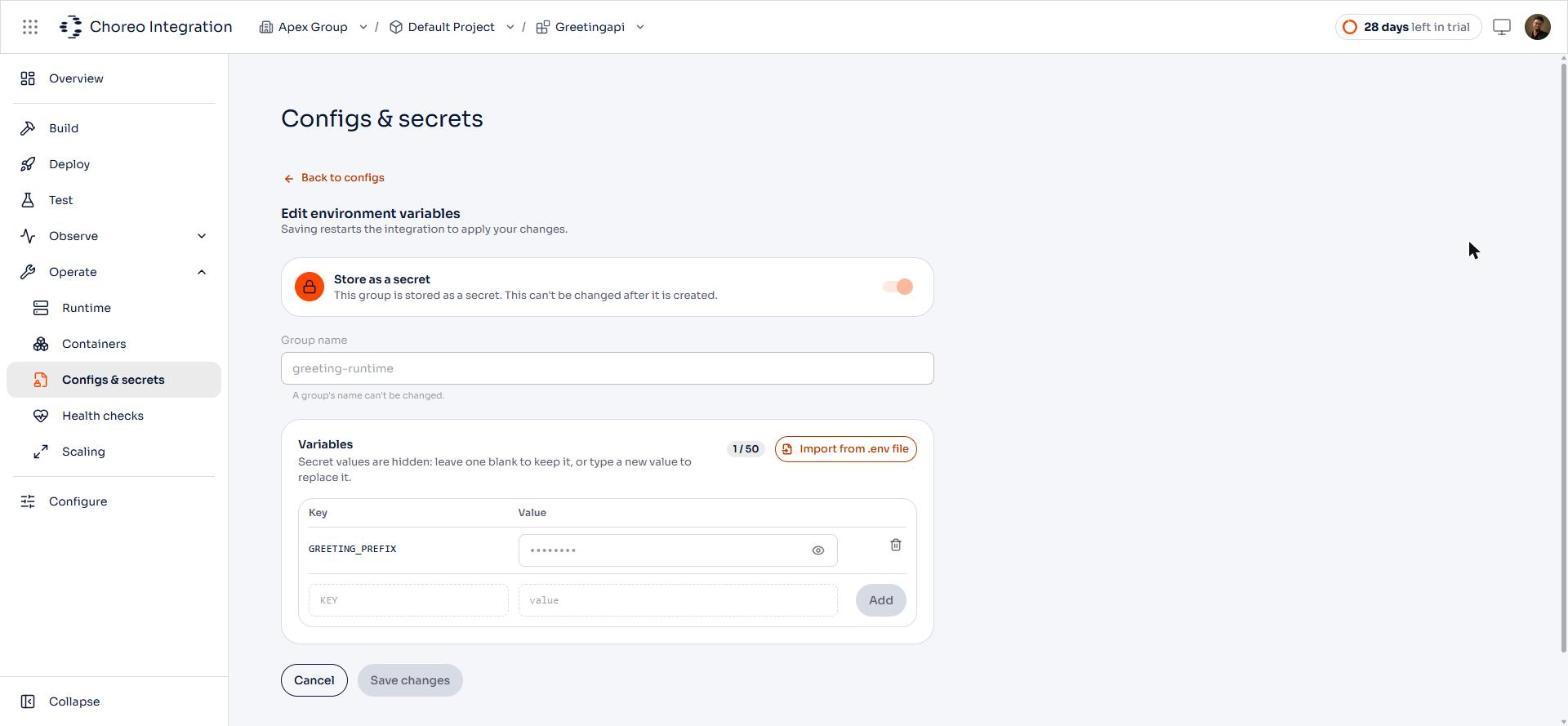 Choreo Integration
Apex Group / Default Project / Greetingapi
28 days left in trial
Overview
Build
Deploy
Test
Observe
Operate
Runtime
Containers
Configs & secrets
Health checks
Scaling
Configure
Collapse
Configs & secrets
Back to configs
Edit environment variables
Saving restarts the integration to apply your changes.
Store as a secret
This group is stored as a secret. This can't be changed after it is created.
Group name
greeting-runtime
A group's name can't be changed.
Variables
1 / 50
Import from .env file
Secret values are hidden: leave one blank to keep it, or type a new value to
replace it.
Key Value
GREETING_PREFIX ••••••••
KEY value Add
Cancel Save changes